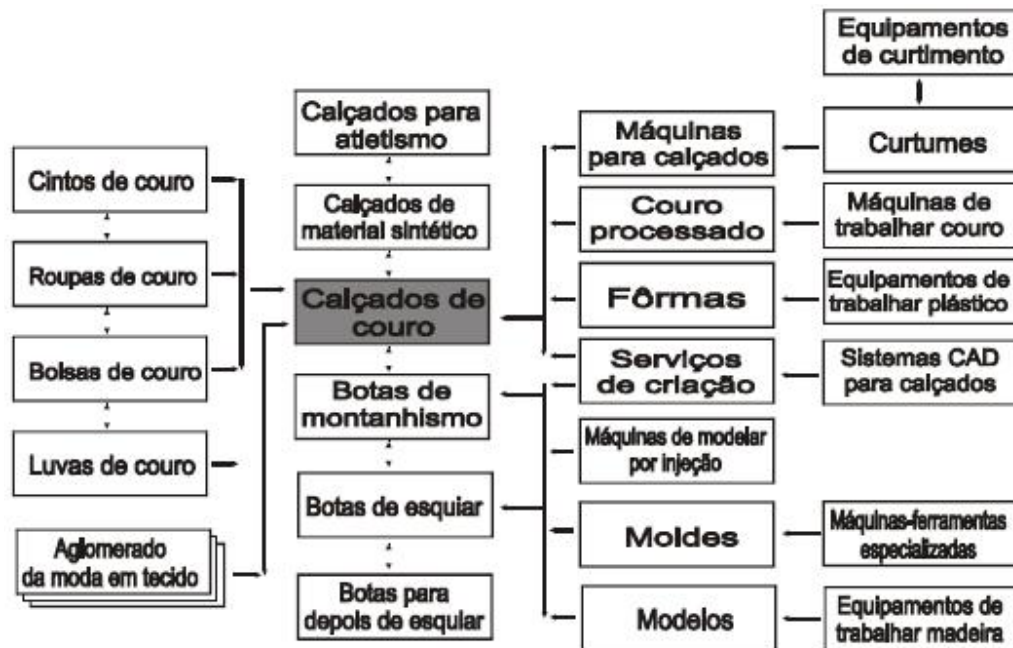 Cintos de couro
Roupas de couro
Bolsas de couro
Luvas de couro
Aglomerado
da moda em tecido
Calçados para
atletismo
Calçados de
material sintético
Calçados de
couro
Botas de
montanhismo
Botas de esquiar
Botas para
depois de esquiar
Máquinas
para calçados
Couro
processado
Fôrmas
Serviços
de criação
Máquinas de modelar
por injeção
Moldes
Modelos
Equipamentos
de curtimento
Curtumes
Máquinas de
trabalhar couro
Equipamentos de
trabalhar plástico
Sistemas CAD
para calçados
Máquinas-ferramentas
especializadas
Equipamentos de
trabalhar madeira